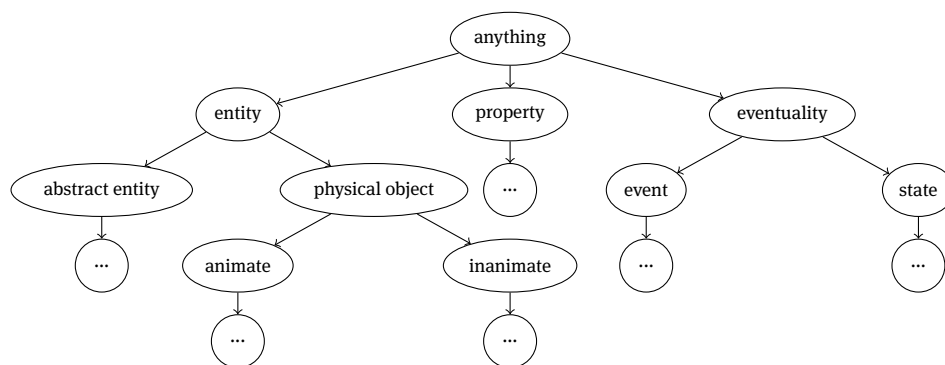 anything
entity
property
eventuality
abstract entity
physical object
...
event
state
...
animate
inanimate
...
...
...
...